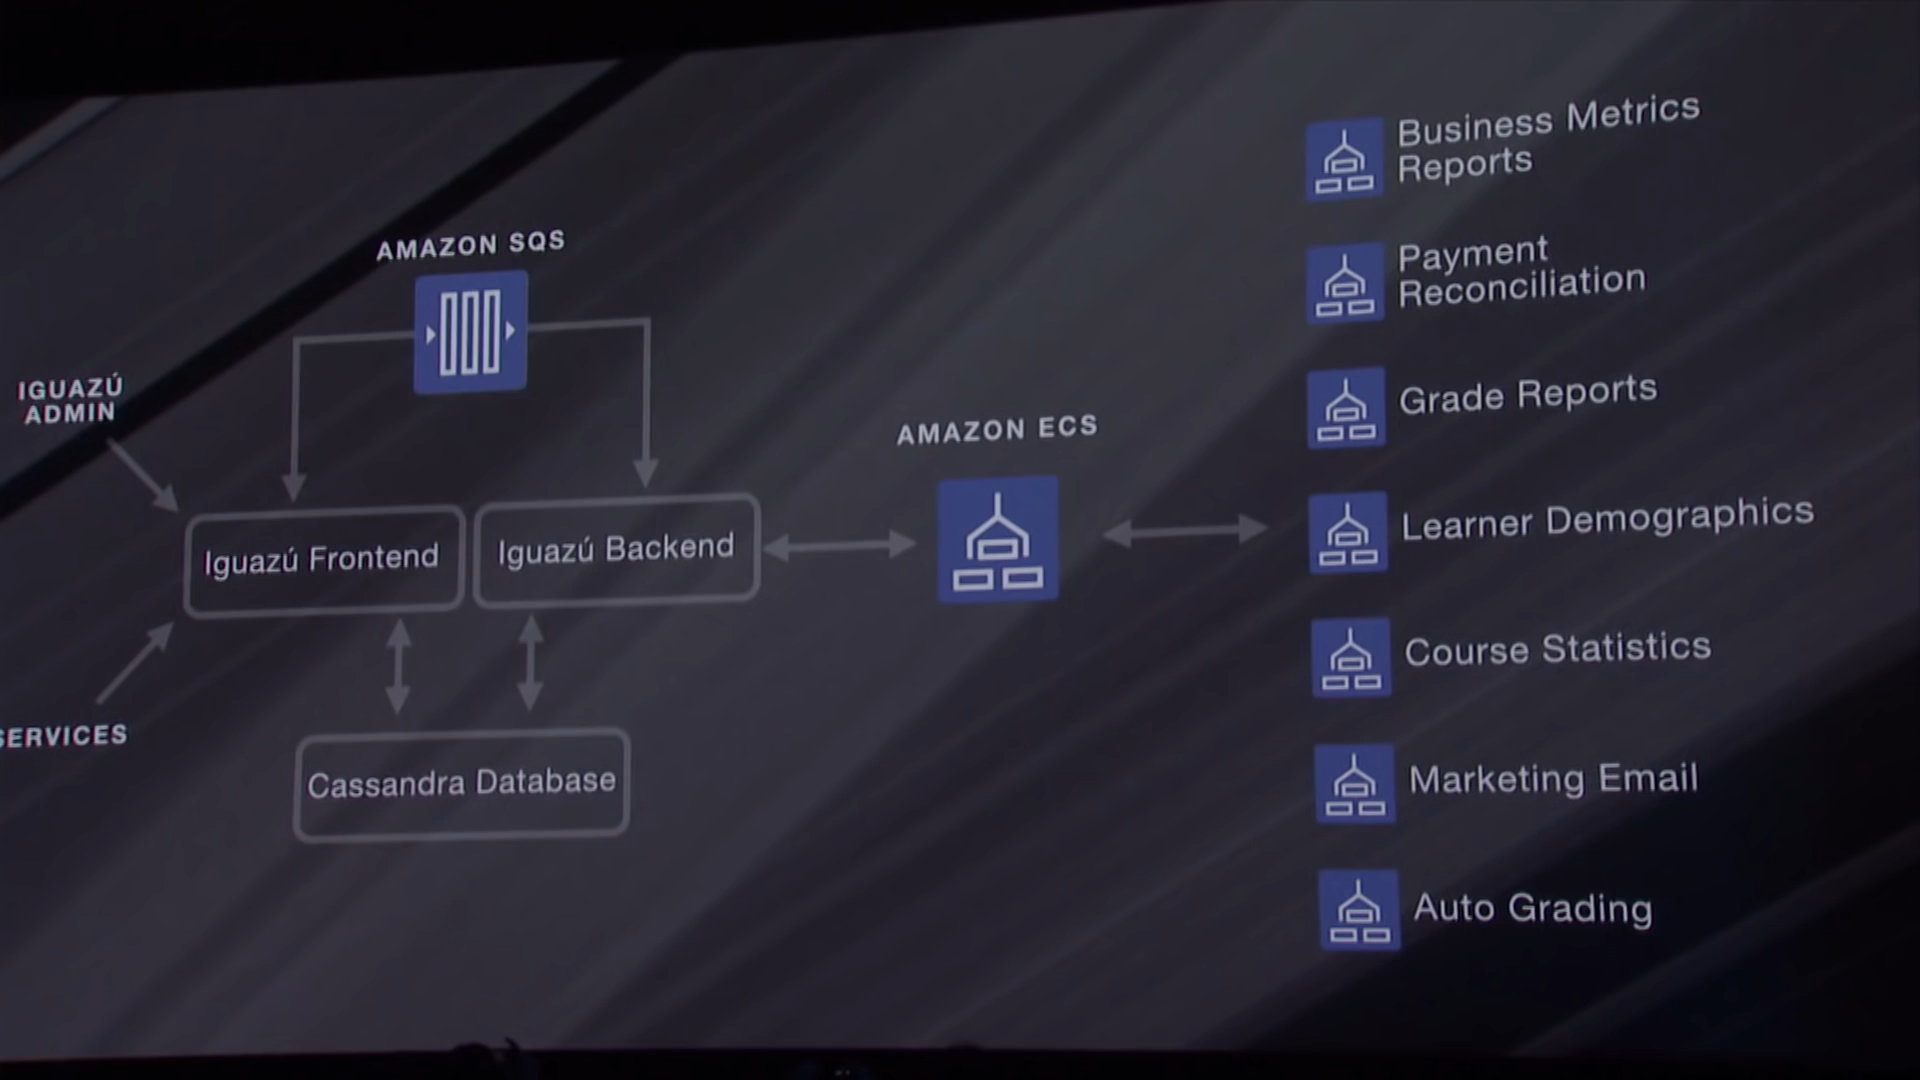 Business Metrics
Reports
AMAZON SQS
Payment
Reconciliation
IGUAZÚ
ADMIN
Grade Reports
AMAZON ECS
Iguazú Frontend
Iguazú Backend
Learner Demographics
Course Statistics
SERVICES
Cassandra Database
Marketing Email
Auto Grading